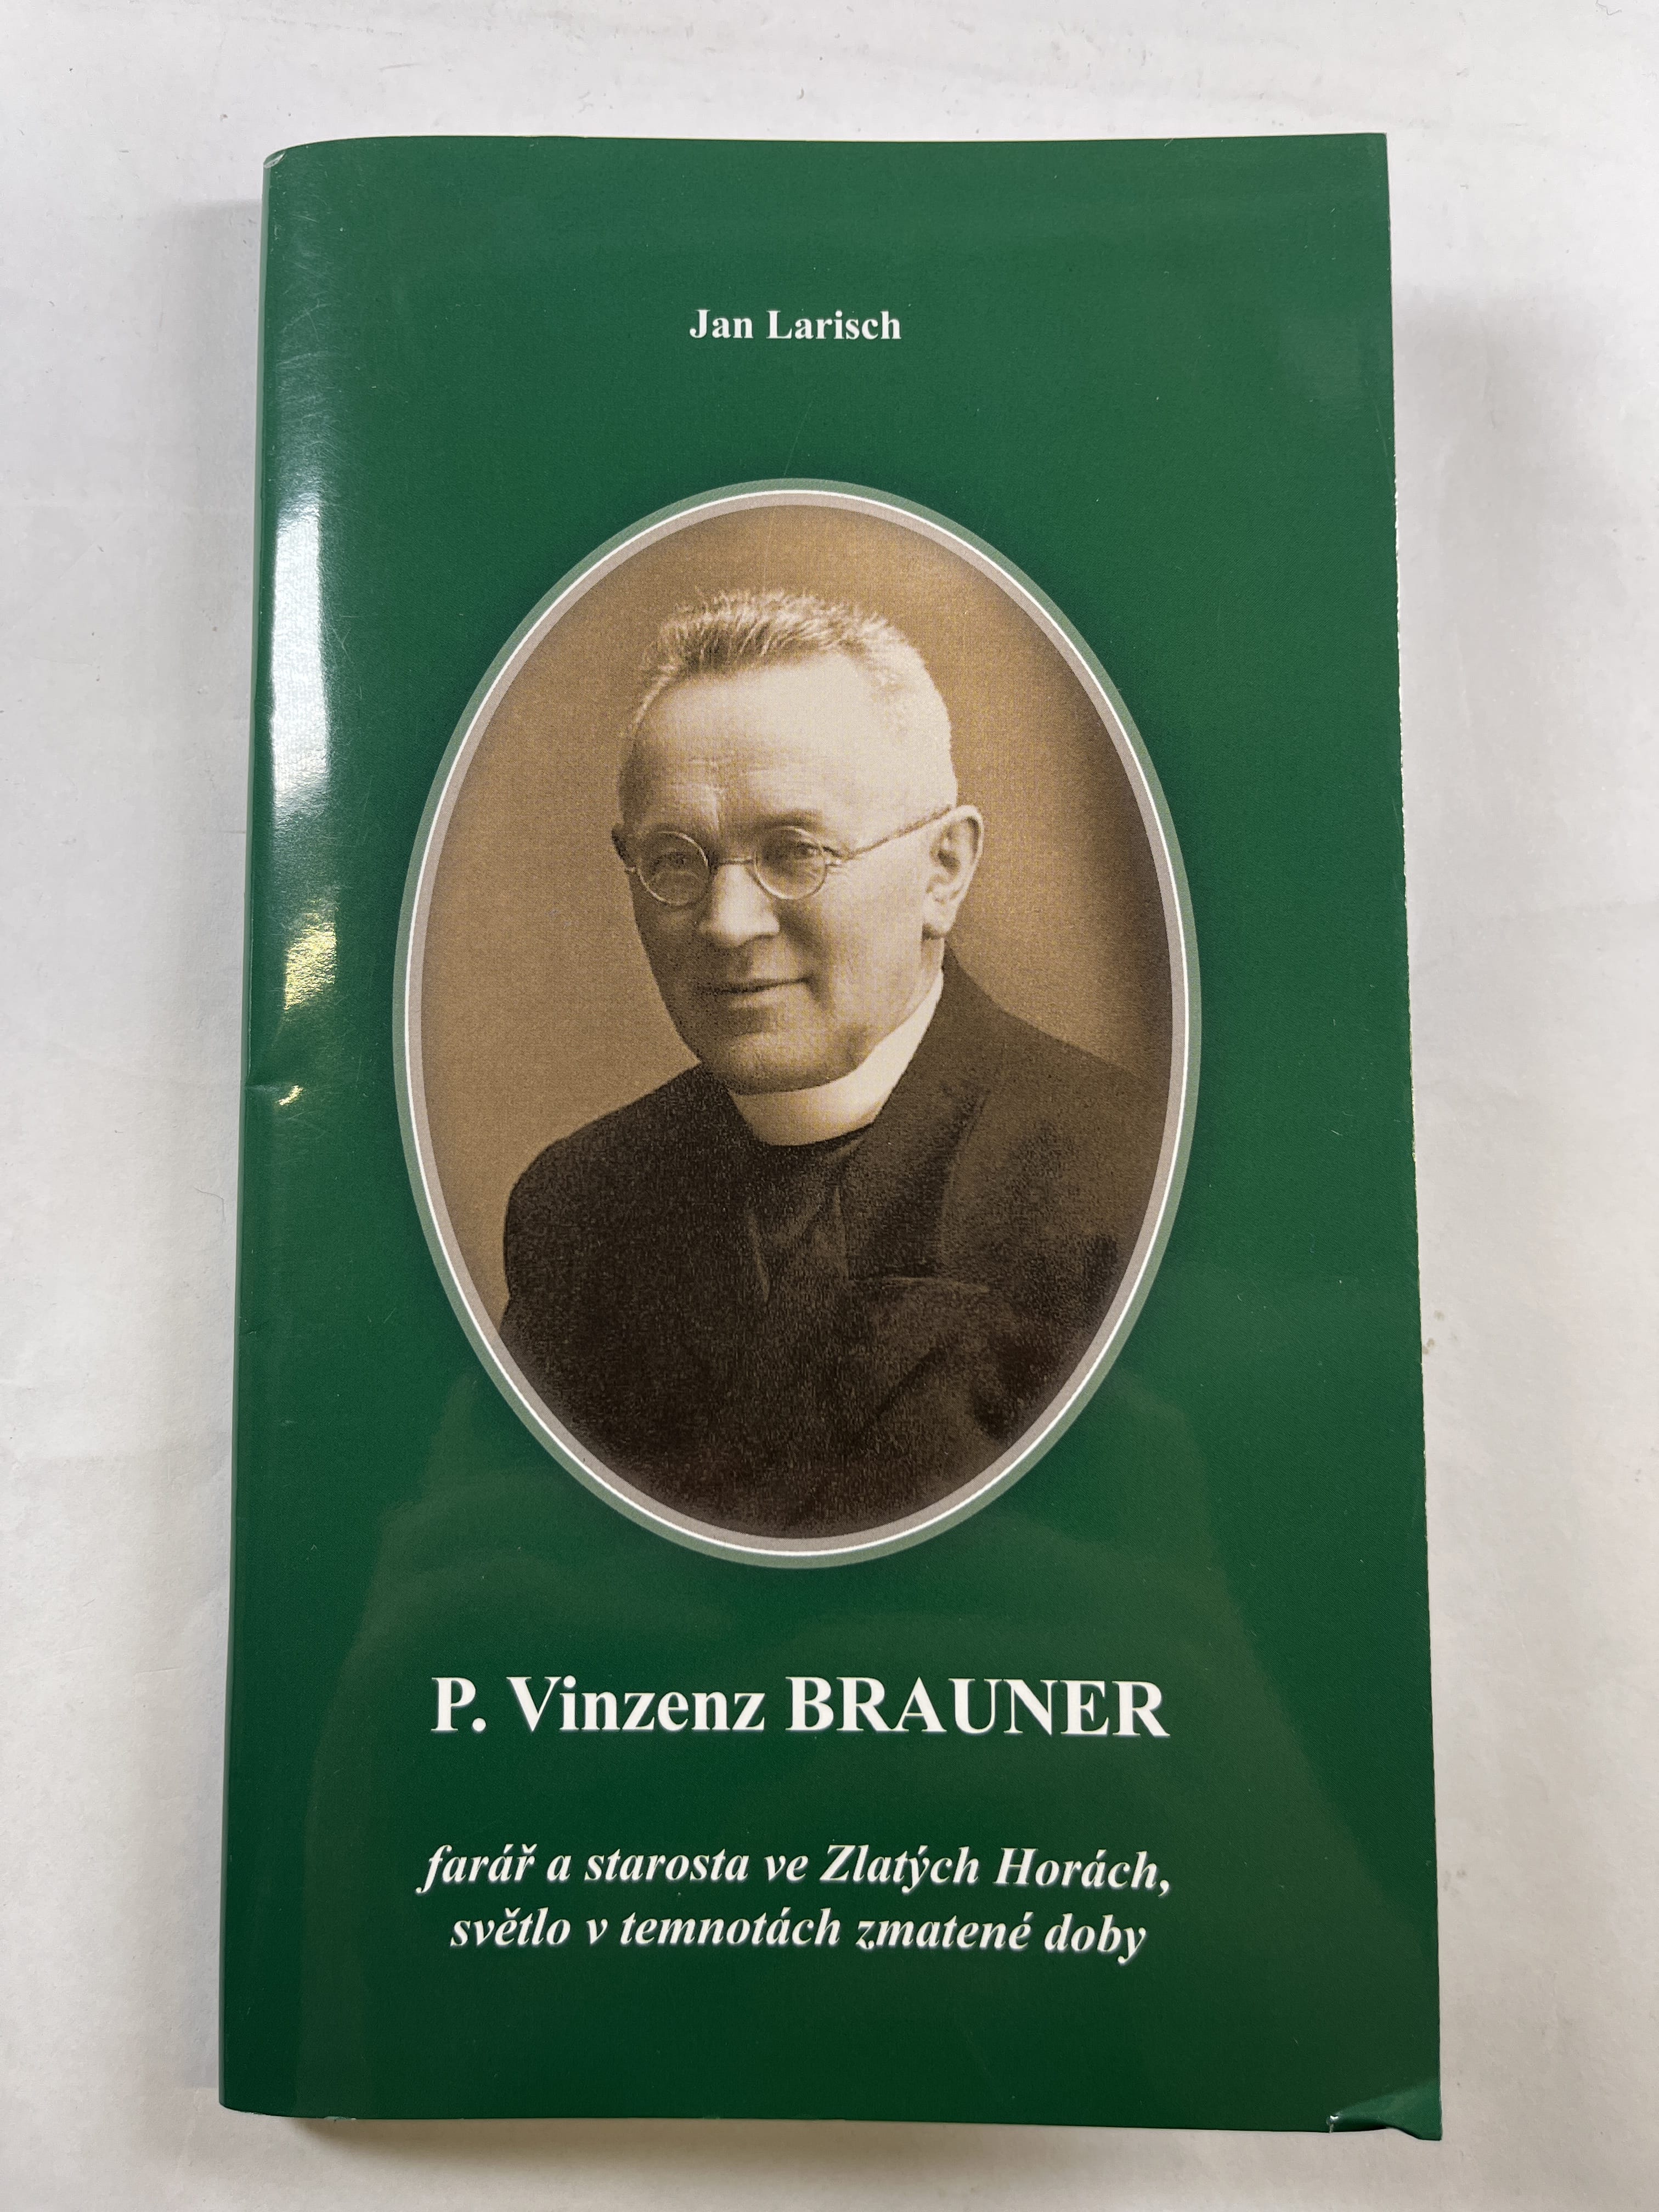 Jan Larisch
P. Vinzenz BRAUNER
farář a starosta ve Zlatých Horách,
světlo v temnotách zmatené doby